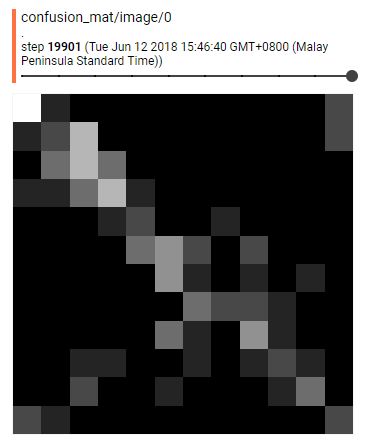 confusion_mat/image/0
.
step 19901 (Tue Jun 12 2018 15:46:40 GMT+0800 (Malay
Peninsula Standard Time))